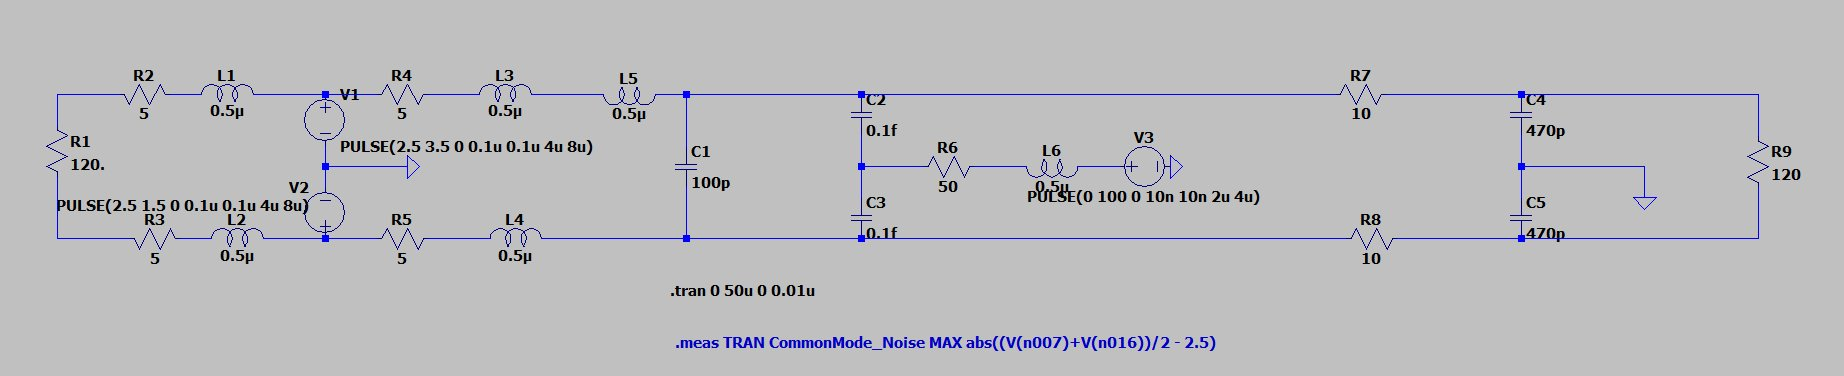 R2
5
L1
0.5µ
V1
PULSE(2.5 3.5 0 0.1u 0.1u 4u 8u)
R4
5
L3
0.5µ
L5
0.5µ
R1
120.
C1
100p
C2
0.1f
R6
50
L6
0.5µ
V3
PULSE(0 100 0 10n 10n 2u 4u)
R7
10
C4
470p
R9
120
V2
PULSE(2.5 1.5 0 0.1u 0.1u 4u 8u)
R3
5
L2
0.5µ
R5
5
L4
0.5µ
C3
0.1f
R8
10
C5
470p
.tran 0 50u 0 0.01u
.meas TRAN CommonMode_Noise MAX abs((V(n007)+V(n016))/2 - 2.5)